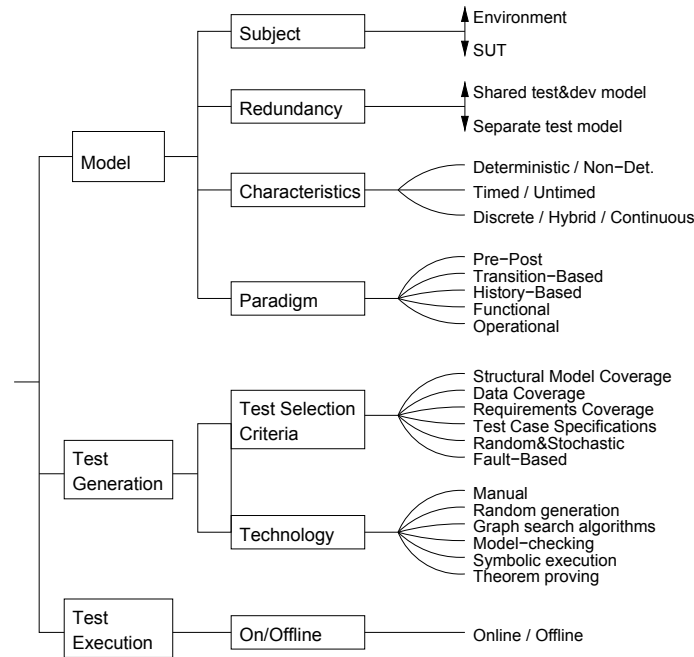 Subject
Environment
SUT
Redundancy
Shared test&dev model
Separate test model
Model
Characteristics
Deterministic / Non−Det.
Timed / Untimed
Discrete / Hybrid / Continuous
Paradigm
Pre−Post
Transition−Based
History−Based
Functional
Operational
Test Selection
Criteria
Structural Model Coverage
Data Coverage
Requirements Coverage
Test Case Specifications
Random&Stochastic
Fault−Based
Test
Generation
Technology
Manual
Random generation
Graph search algorithms
Model−checking
Symbolic execution
Theorem proving
Test
Execution
On/Offline
Online / Offline